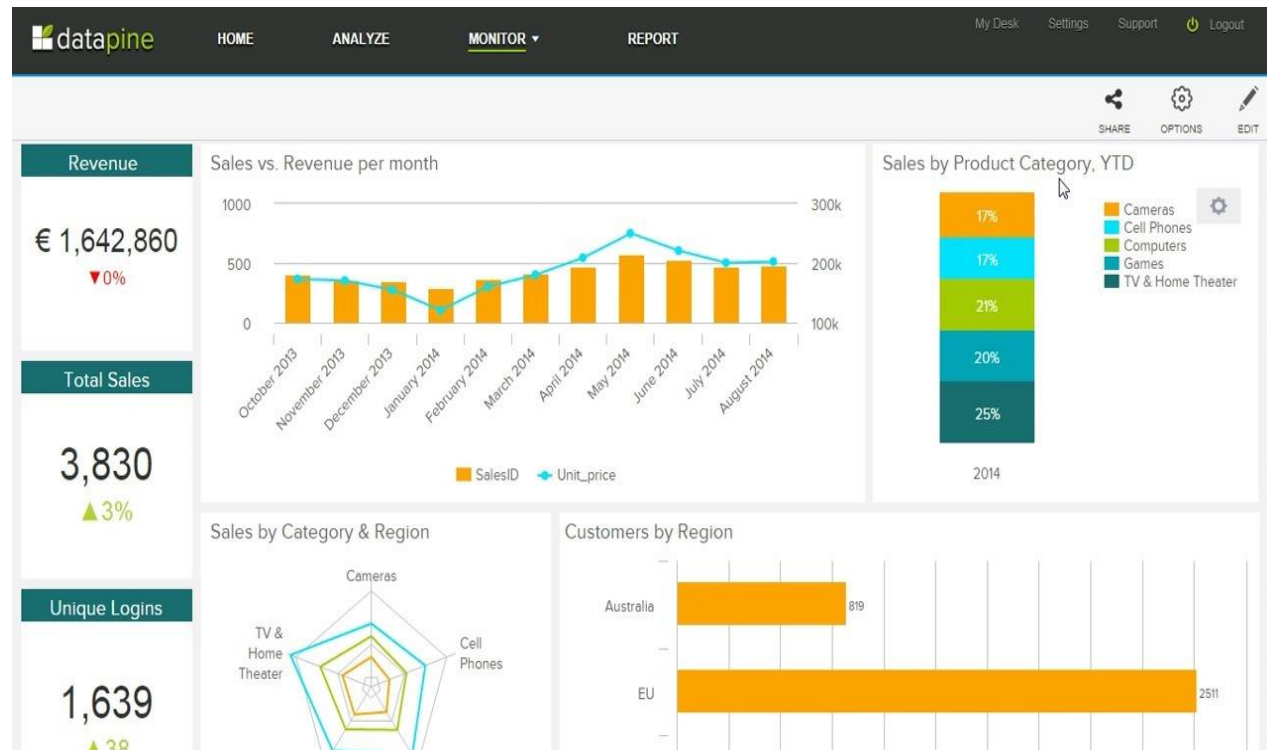 datapine HOME ANALYZE MONITOR REPORT My Desk Settings Support Logout
SHARE OPTIONS EDIT
Revenue
€ 1,642,860
▼0%
Total Sales
3,830
▲3%
Unique Logins
1,639
▲38
Sales vs. Revenue per month
1000
500
0
300k
200k
100k
October 2013
November 2013
December 2013
January 2014
February 2014
March 2014
April 2014
May 2014
June 2014
July 2014
August 2014
SalesID Unit_price
Sales by Product Category, YTD
17%
17%
21%
20%
25%
2014
Cameras
Cell Phones
Computers
Games
TV & Home Theater
Sales by Category & Region
Cameras
TV &
Home
Theater
Cell
Phones
Customers by Region
Australia 819
EU 2511